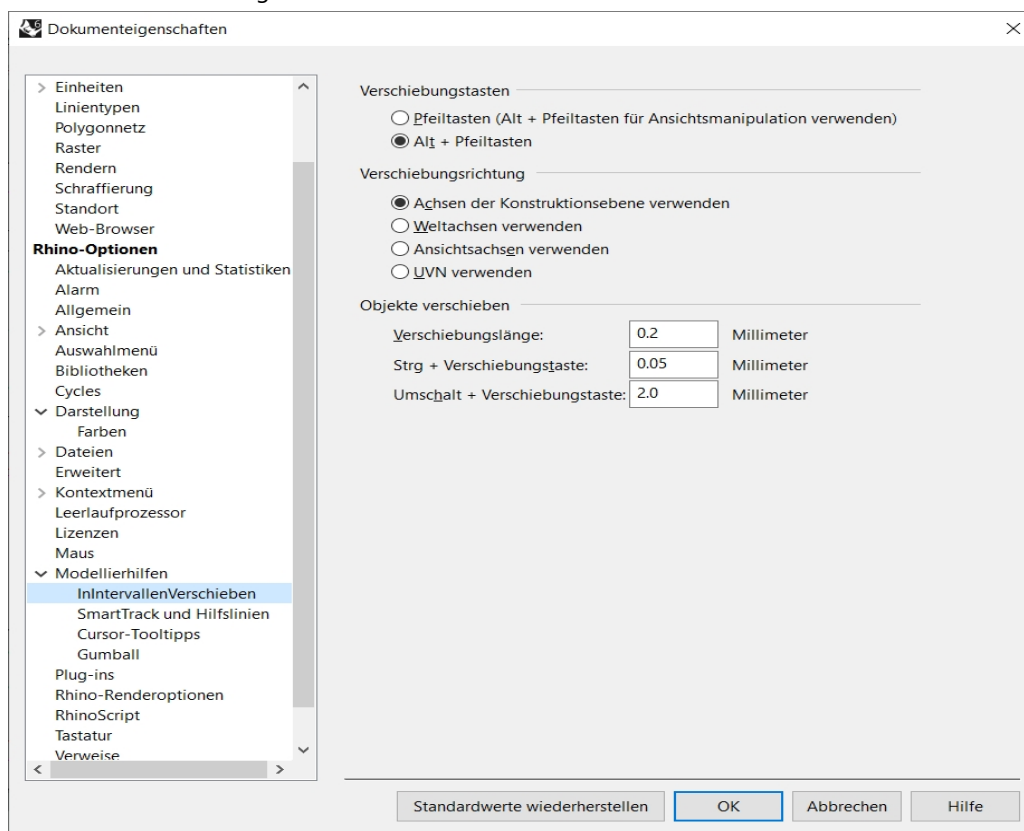 Dokumenteigenschaften
Einheiten
Linientypen
Polygonnetz
Raster
Rendern
Schraffierung
Standort
Web-Browser
Rhino-Optionen
Aktualisierungen und Statistiken
Alarm
Allgemein
Ansicht
Auswahlmenü
Bibliotheken
Cycles
Darstellung
Farben
Dateien
Erweitert
Kontextmenü
Leerlaufprozessor
Lizenzen
Maus
Modellierhilfen
InIntervallenVerschieben
SmartTrack und Hilfslinien
Cursor-Tooltipps
Gumball
Plug-ins
Rhino-Renderoptionen
RhinoScript
Tastatur
Verweise
Verschiebungstasten
Pfeiltasten (Alt + Pfeiltasten für Ansichtsmanipulation verwenden)
Alt + Pfeiltasten
Verschiebungsrichtung
Achsen der Konstruktionsebene verwenden
Weltachsen verwenden
Ansichtsachsen verwenden
UVN verwenden
Objekte verschieben
Verschiebungslänge: 0.2 Millimeter
Strg + Verschiebungstaste: 0.05 Millimeter
Umschalt + Verschiebungstaste: 2.0 Millimeter
Standardwerte wiederherstellen OK Abbrechen Hilfe